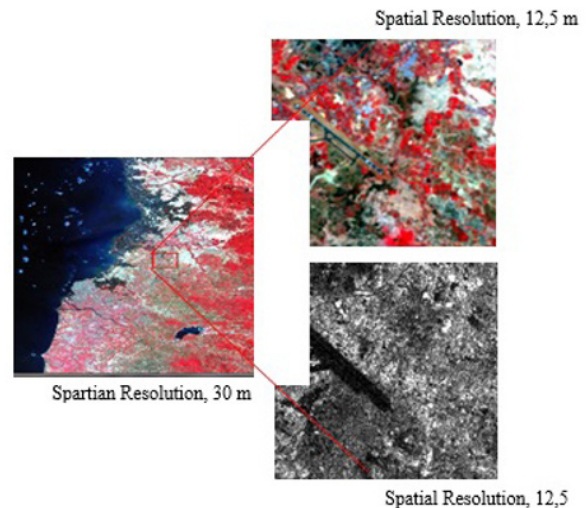 Spatial Resolution, 12,5 m
Spartian Resolution, 30 m
Spatial Resolution, 12,5